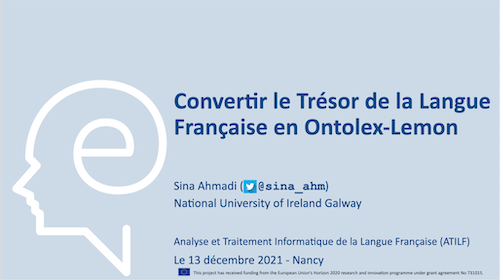 Convertir le Trésor de la Langue
Française en Ontolex-Lemon
Sina Ahmadi (@sina_ahm)
National University of Ireland Galway
Analyse et Traitement Informatique de la Langue Française (ATILF)
Le 13 décembre 2021 - Nancy
This project has received funding from the European Union's Horizon 2020 research and innovation programme under grant agreement No 731015